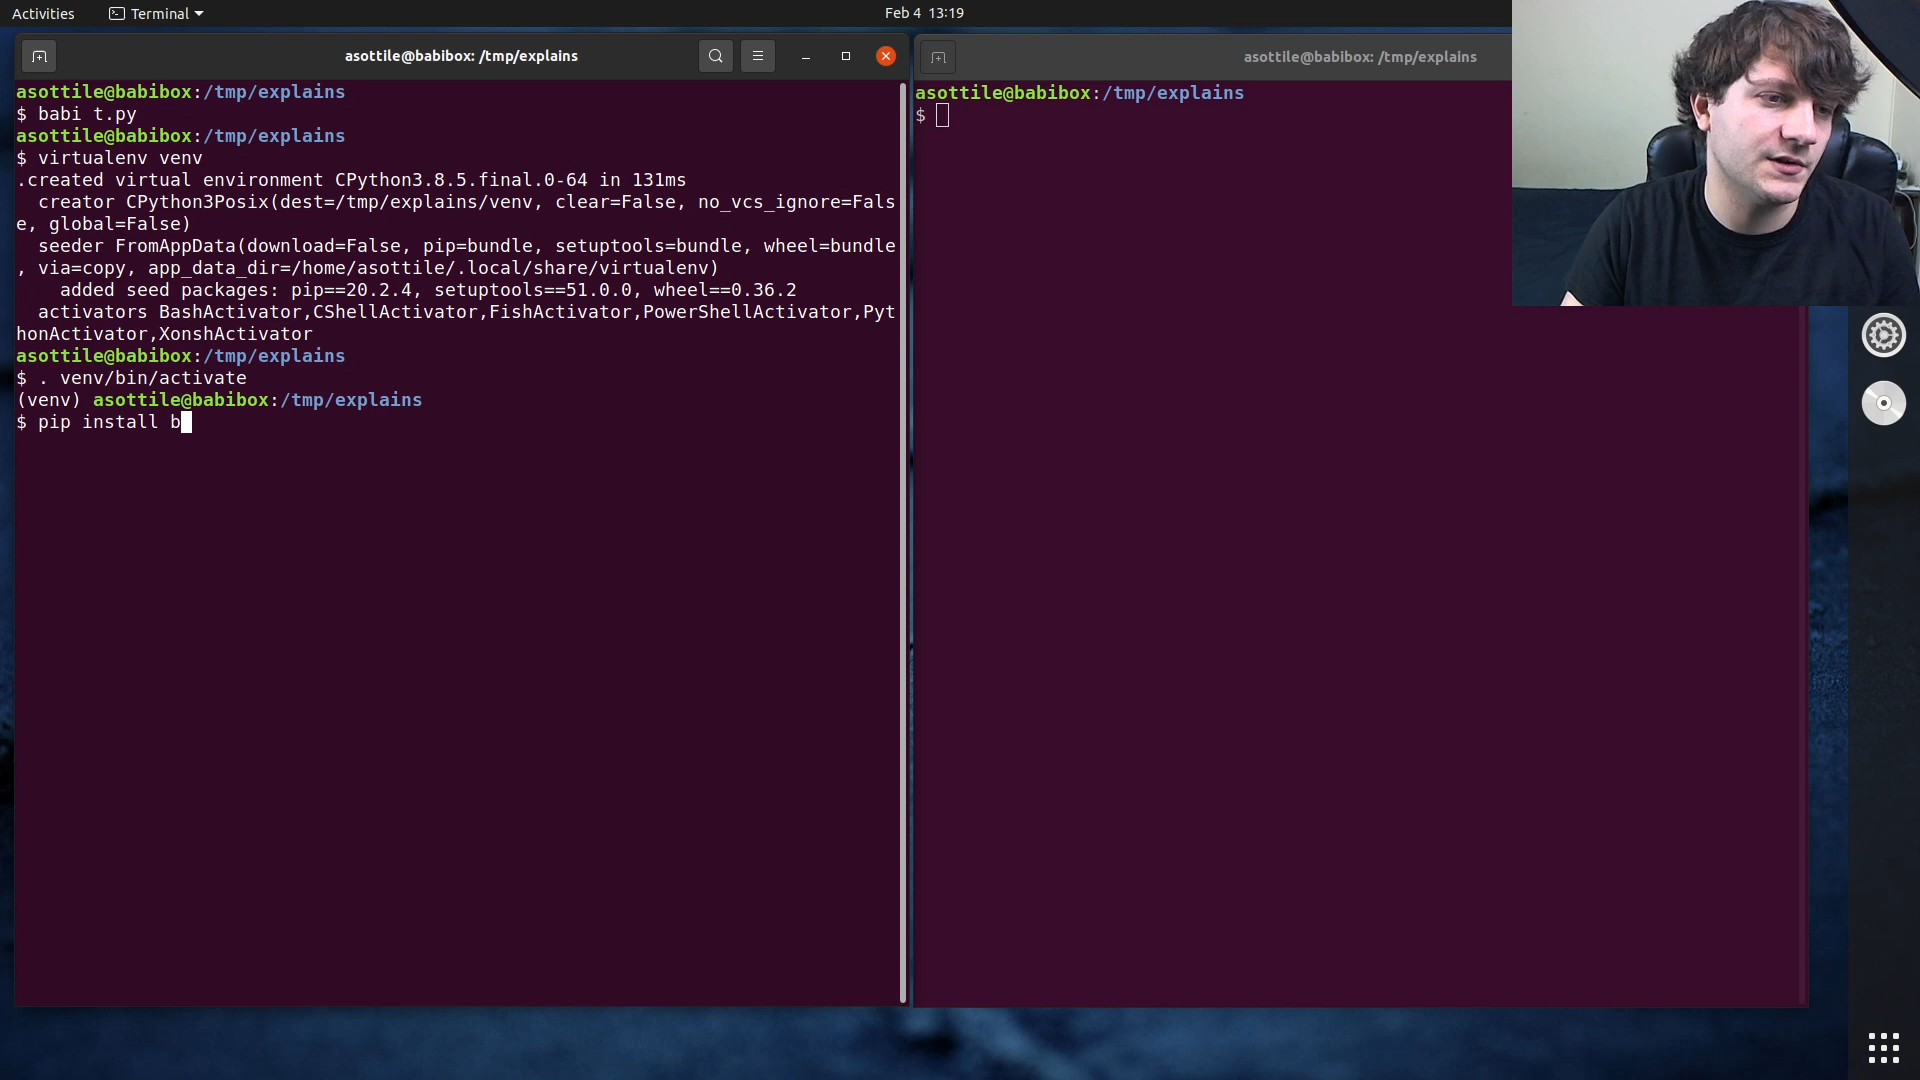 Activities
Terminal
Feb 4 13:19
asottile@babibox: /tmp/explains
asottile@babibox:/tmp/explains
$ babi t.py
asottile@babibox:/tmp/explains
$ virtualenv venv
.created virtual environment CPython3.8.5.final.0-64 in 131ms
  creator CPython3Posix(dest=/tmp/explains/venv, clear=False, no_vcs_ignore=Fals
e, global=False)
  seeder FromAppData(download=False, pip=bundle, setuptools=bundle, wheel=bundle
, via=copy, app_data_dir=/home/asottile/.local/share/virtualenv)
    added seed packages: pip==20.2.4, setuptools==51.0.0, wheel==0.36.2
  activators BashActivator,CShellActivator,FishActivator,PowerShellActivator,Pyt
honActivator,XonshActivator
asottile@babibox:/tmp/explains
$ . venv/bin/activate
(venv) asottile@babibox:/tmp/explains
$ pip install b
asottile@babibox: /tmp/explains
asottile@babibox:/tmp/explains
$